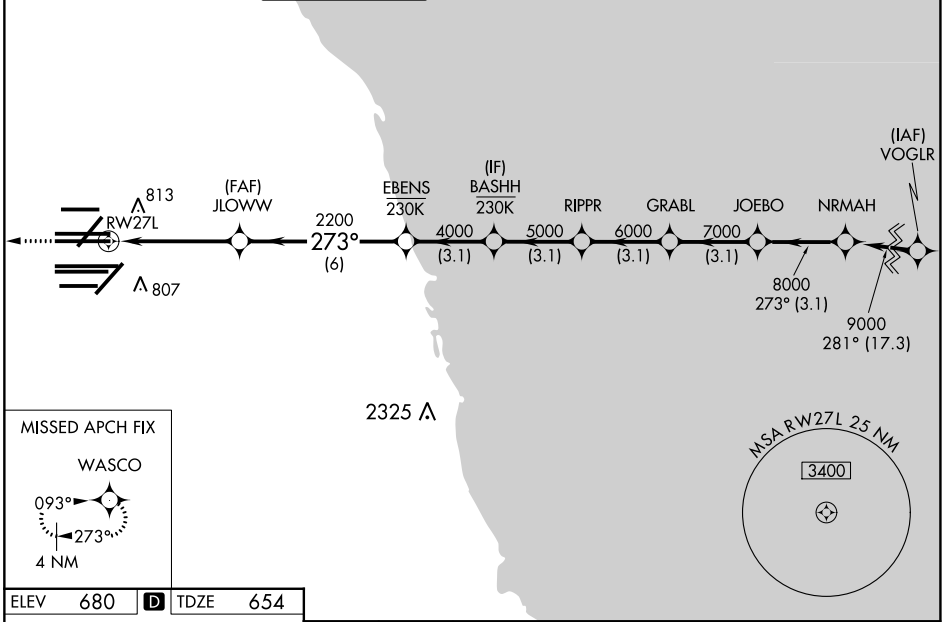 (IAF)
VOGLR
813
(FAF)
JLOWW
EBENS
230K
(IF)
BASHH
230K
RIPPR
GRABL
JOEBO
NRMAH
RW27L
2200
273°
(6)
4000
(3.1)
5000
(3.1)
6000
(3.1)
7000
(3.1)
8000
273° (3.1)
9000
281° (17.3)
807
2325
MISSED APCH FIX
WASCO
093°
273°
4 NM
MSA RW27L 25 NM
3400
ELEV 680 D TDZE 654